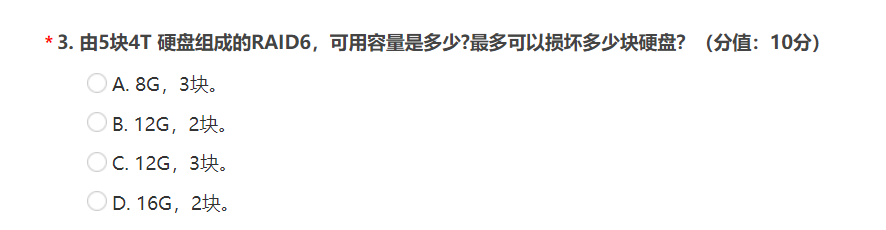 * 3. 由5块4T 硬盘组成的RAID6，可用容量是多少?最多可以损坏多少块硬盘? （分值：10分）
A. 8G，3块。
B. 12G，2块。
C. 12G，3块。
D. 16G，2块。